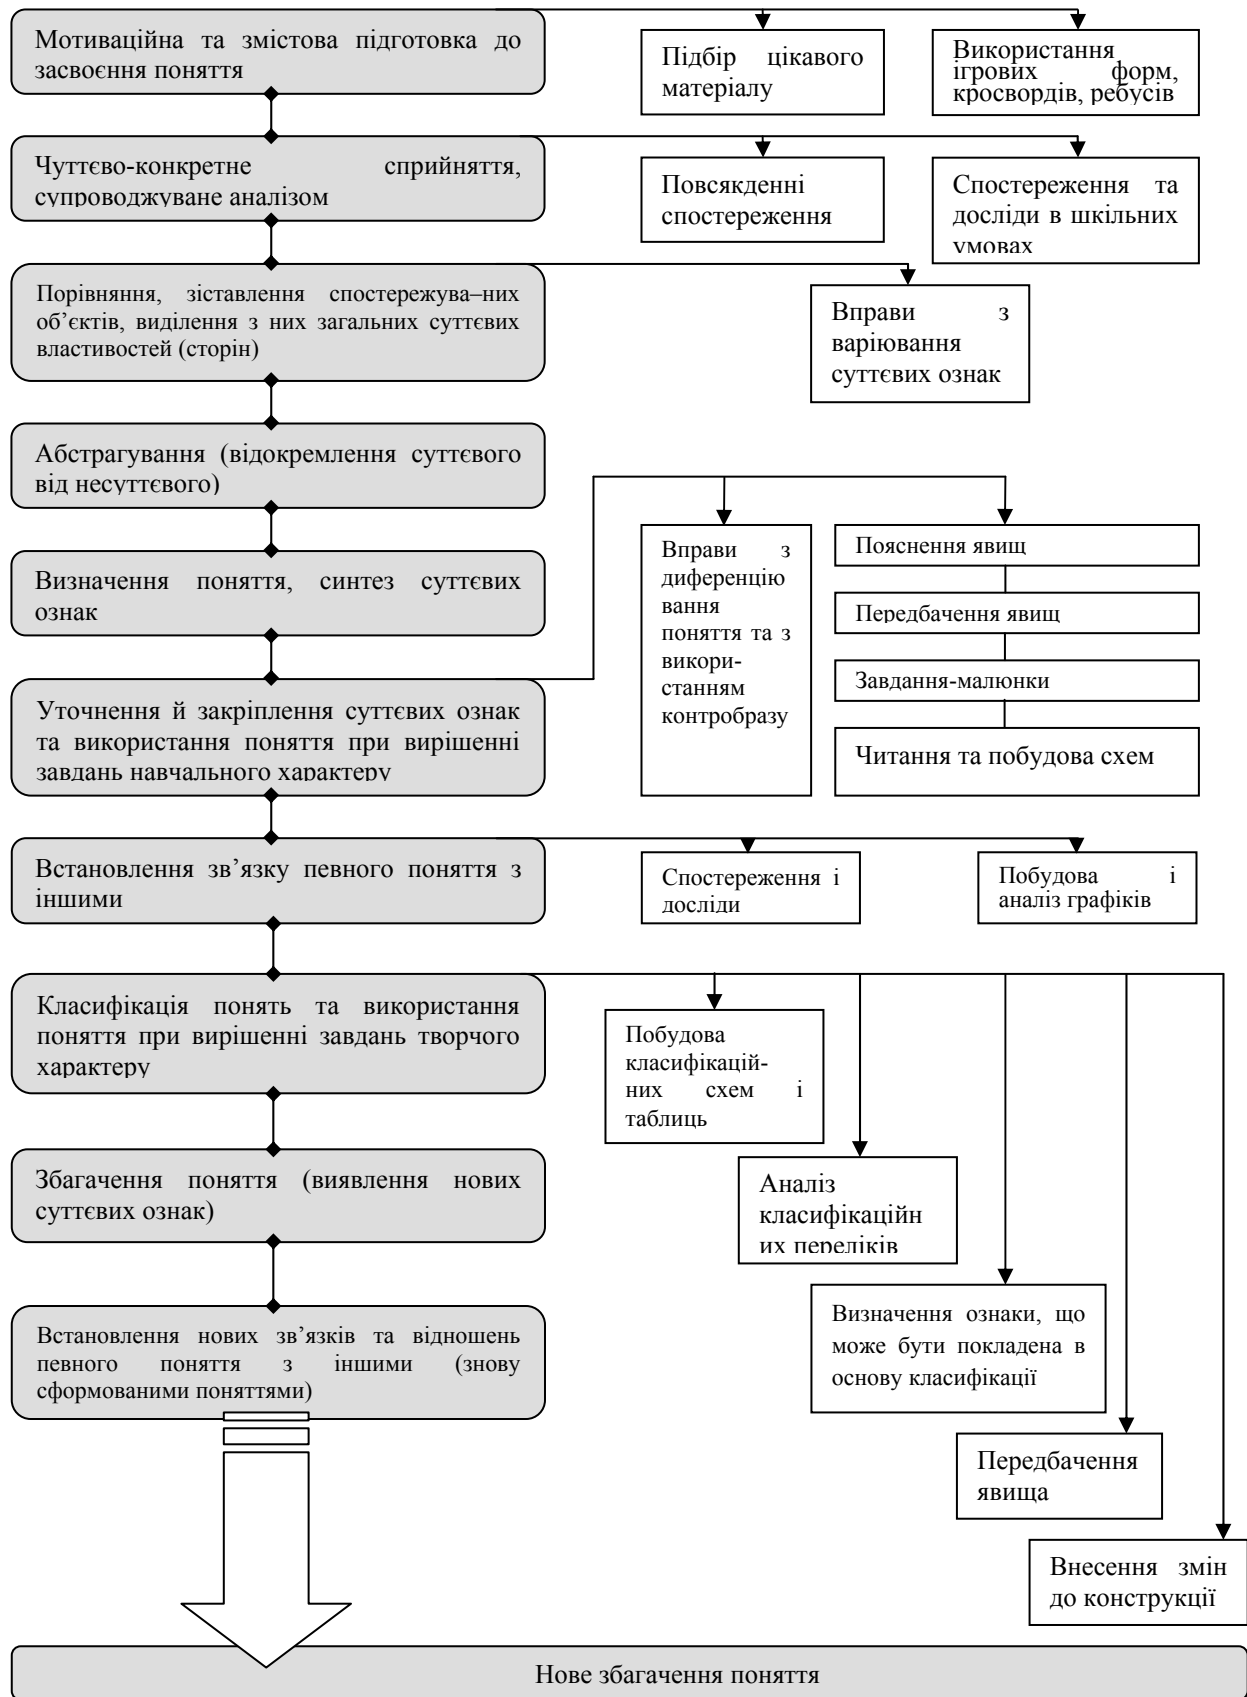 Мотиваційна та змістова підготовка до
засвоєння поняття
Підбір цікавого
матеріалу
Використання
ігрових форм,
кросвордів, ребусів
Чуттєво-конкретне сприйняття,
супроводжуване аналізом
Повсякденні
спостереження
Спостереження та
досліди в шкільних
умовах
Порівняння, зіставлення спостережува–них
об’єктів, виділення з них загальних суттєвих
властивостей (сторін)
Вправи з
варіювання
суттєвих ознак
Абстрагування (відокремлення суттєвого
від несуттєвого)
Визначення поняття, синтез суттєвих
ознак
Вправи з
диференцію
вання
поняття та з
викори-
станням
контробразу
Пояснення явищ
Передбачення явищ
Завдання-малюнки
Читання та побудова схем
Уточнення й закріплення суттєвих ознак
та використання поняття при вирішенні
завдань навчального характеру
Встановлення зв’язку певного поняття з
іншими
Спостереження і
досліди
Побудова і
аналіз графіків
Класифікація понять та використання
поняття при вирішенні завдань творчого
характеру
Побудова
класифікацій-
них схем і
таблиць
Аналіз
класифікаційн
их переліків
Визначення ознаки, що
може бути покладена в
основу класифікації
Передбачення
явища
Внесення змін
до конструкції
Збагачення поняття (виявлення нових
суттєвих ознак)
Встановлення нових зв’язків та відношень
певного поняття з іншими (знову
сформованими поняттями)
Нове збагачення поняття